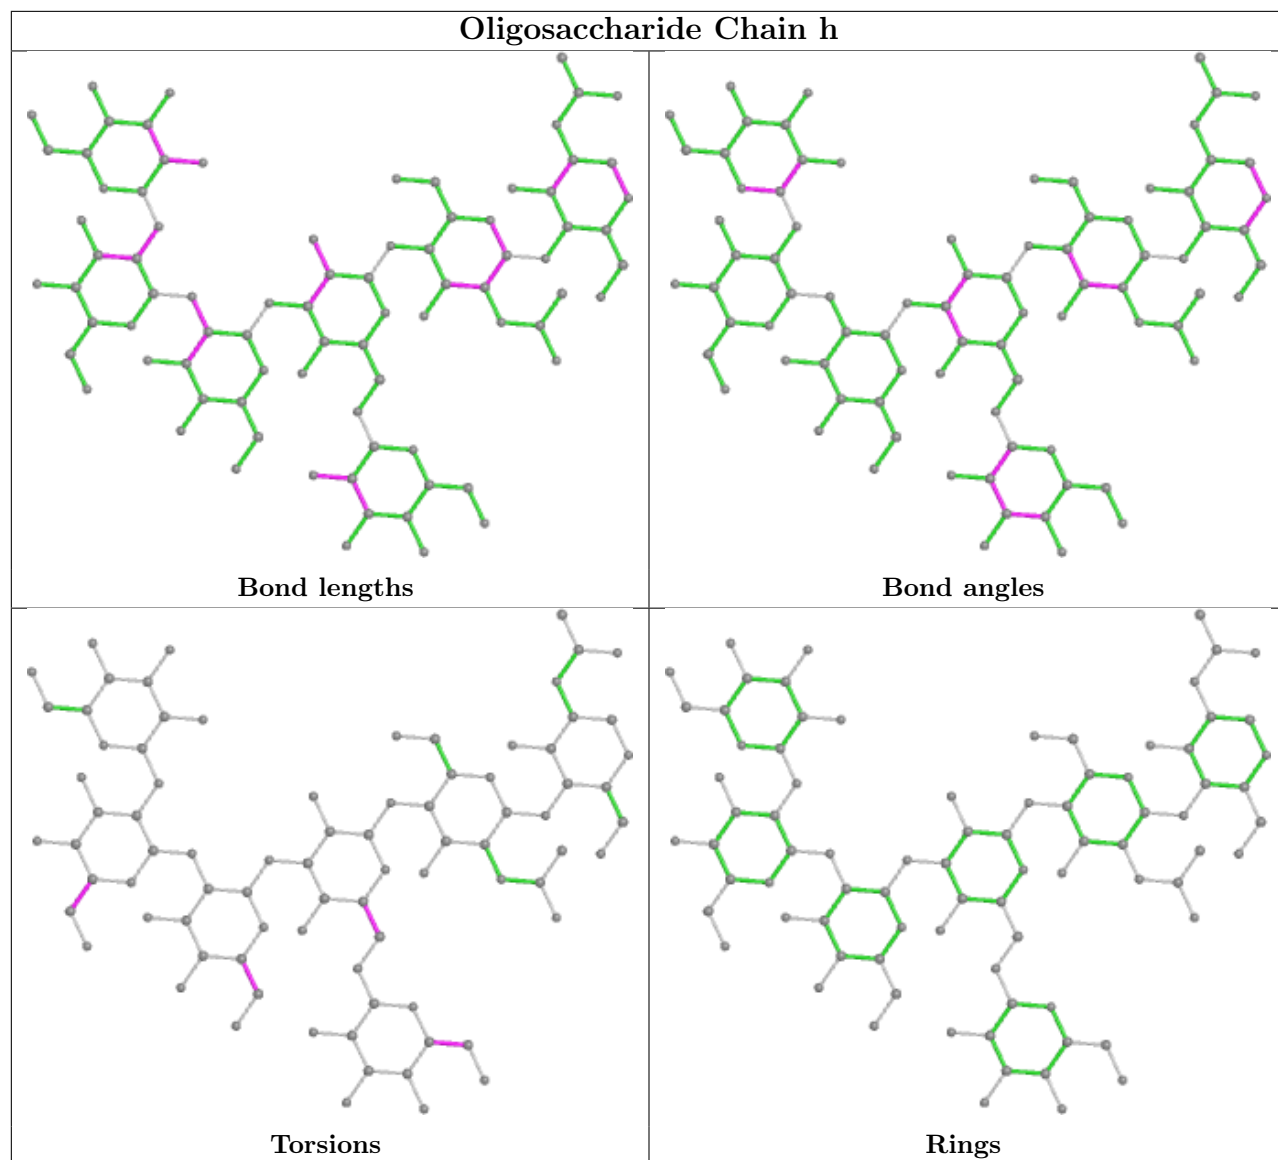 Oligosaccharide Chain h
Bond lengths
Bond angles
Torsions
Rings